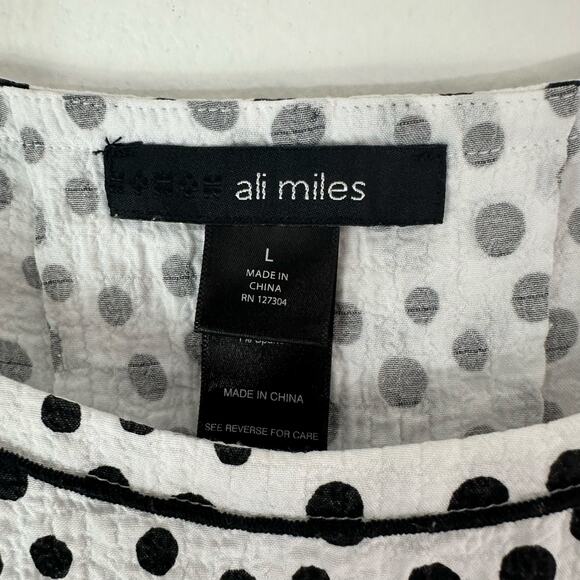 ali miles
L
MADE IN
CHINA
RN 127304
MADE IN CHINA
SEE REVERSE FOR CARE